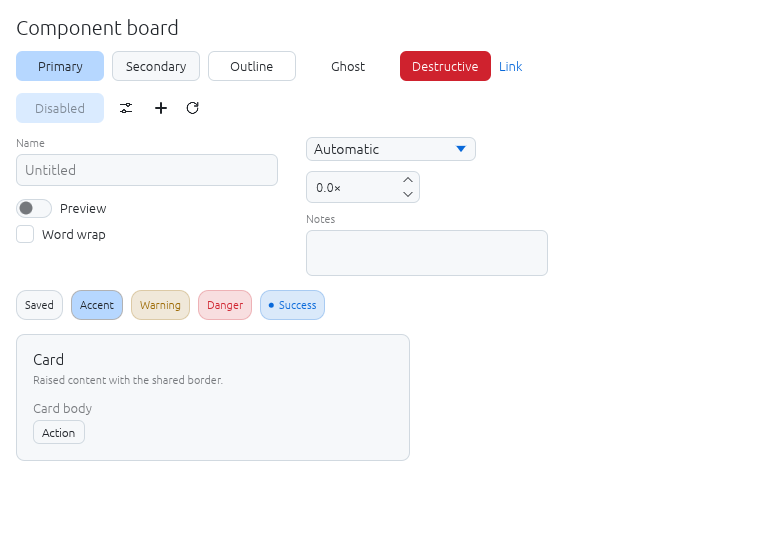 Component board
Primary Secondary Outline Ghost Destructive Link
Disabled
Name
Untitled
Preview
Word wrap
Automatic
0.0×
Notes
Saved Accent Warning Danger Success
Card
Raised content with the shared border.
Card body
Action